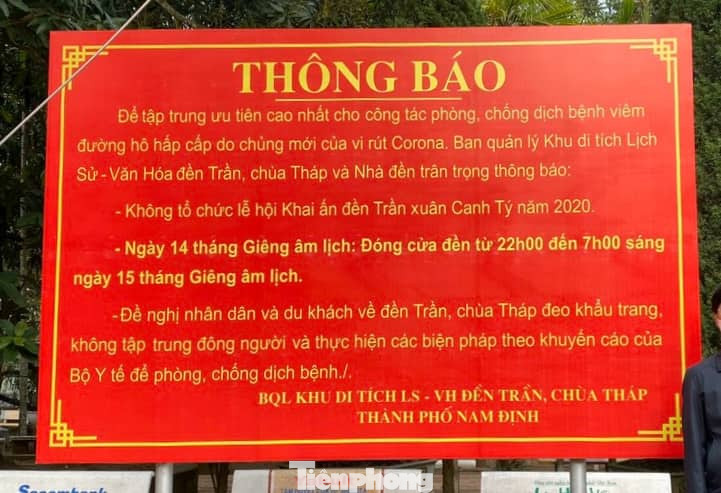 THÔNG BÁO
Để tập trung ưu tiên cao nhất cho công tác phòng, chống dịch bệnh viêm
đường hô hấp cấp do chủng mới của vi rút Corona. Ban quản lý Khu di tích Lịch
Sử - Văn Hóa đền Trần, chùa Tháp và Nhà đền trân trọng thông báo:
- Không tổ chức lễ hội Khai ấn đền Trần xuân Canh Tý năm 2020.
- Ngày 14 tháng Giêng âm lịch: Đóng cửa đền từ 22h00 đến 7h00 sáng
ngày 15 tháng Giêng âm lịch.
-Đề nghị nhân dân và du khách về đền Trần, chùa Tháp đeo khẩu trang,
không tập trung đông người và thực hiện các biện pháp theo khuyến cáo của
Bộ Y tế để phòng, chống dịch bệnh./.
BQL KHU DI TÍCH LS - VH ĐỀN TRẦN, CHÙA THÁP
THÀNH PHỐ NAM ĐỊNH
Tiênphong
Sacombank